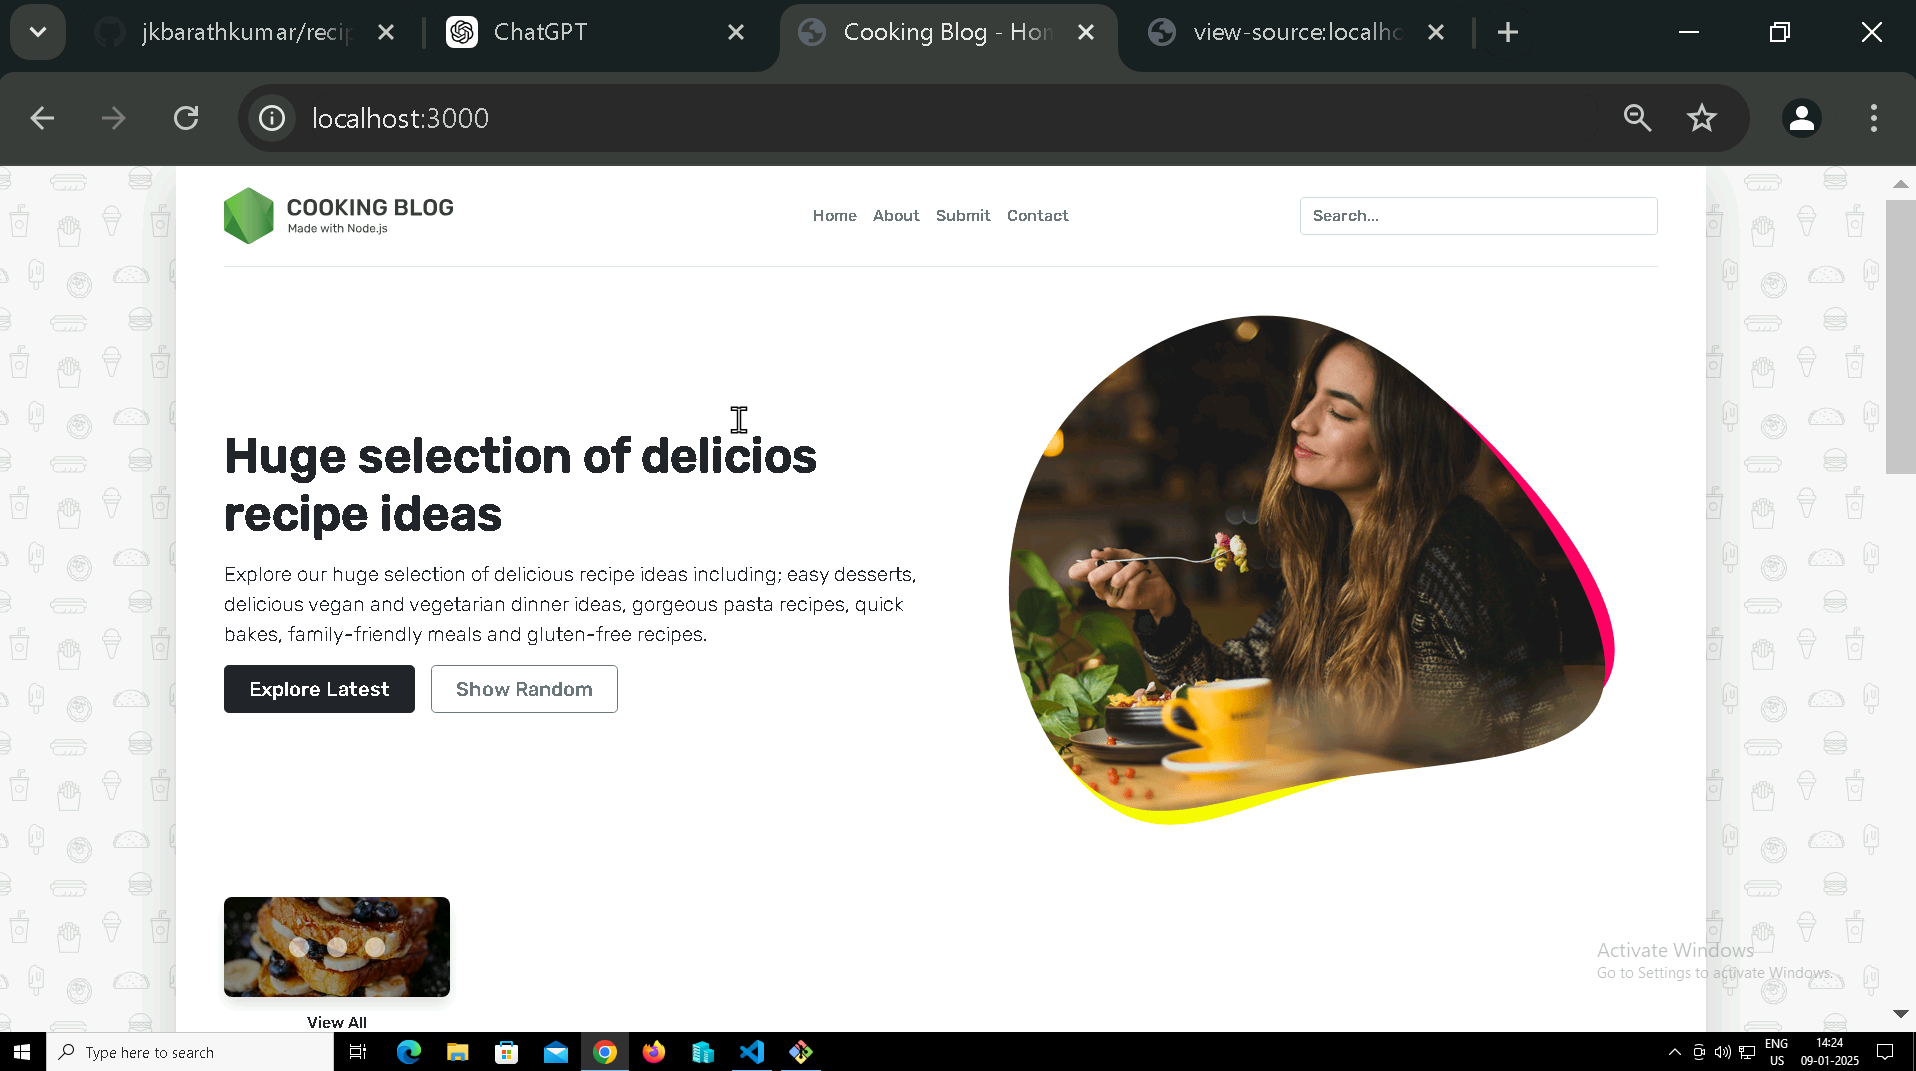 jkbarathkumar/recip
ChatGPT
Cooking Blog - Hom
view-source:localho
localhost:3000
COOKING BLOG
Made with Node.js
Home About Submit Contact
Search...
Huge selection of delicios
recipe ideas
Explore our huge selection of delicious recipe ideas including; easy desserts,
delicious vegan and vegetarian dinner ideas, gorgeous pasta recipes, quick
bakes, family-friendly meals and gluten-free recipes.
Explore Latest
Show Random
View All
Activate Windows
Go to Settings to activate Windows.
Type here to search
ENG
US
14:24
09-01-2025